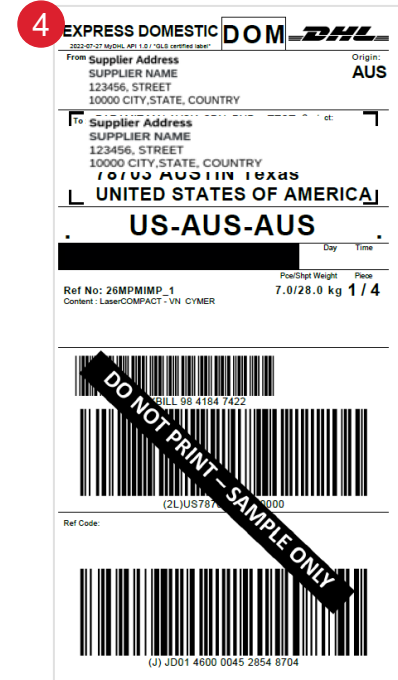 4
EXPRESS DOMESTIC DOM DHL
2022-07-27 MyDHL API 1.0 / "GLS certified label"
From Supplier Address
SUPPLIER NAME
123456, STREET
10000 CITY,STATE, COUNTRY
Origin:
AUS
To Supplier Address
SUPPLIER NAME
123456, STREET
10000 CITY,STATE, COUNTRY
ct:
78703 AUSTIN Texas
UNITED STATES OF AMERICA
US-AUS-AUS
Day Time
Pce/Shpt Weight Piece
7.0/28.0 kg 1 / 4
Ref No: 26MPMIMP_1
Content : LaserCOMPACT - VN CYMER
BILL 98 4184 7422
DO NOT PRINT – SAMPLE ONLY
(2L)US787 0000
Ref Code:
(J) JD01 4600 0045 2854 8704